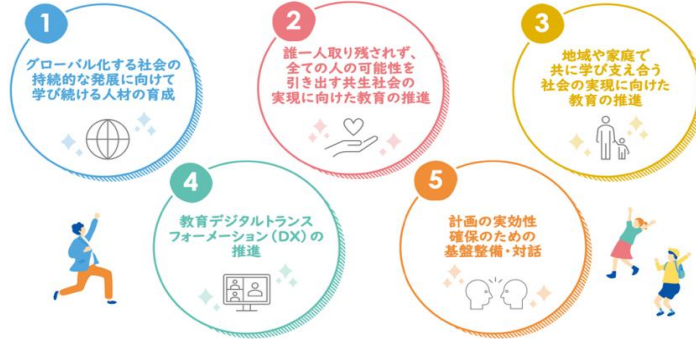 1
グローバル化する社会の
持続的な発展に向けて
学び続ける人材の育成
2
誰一人取り残されず、
全ての人の可能性を
引き出す共生社会の
実現に向けた教育の推進
3
地域や家庭で
共に学び支え合う
社会の実現に向けた
教育の推進
4
教育デジタルトランス
フォーメーション(DX)の
推進
5
計画の実効性
確保のための
基盤整備・対話